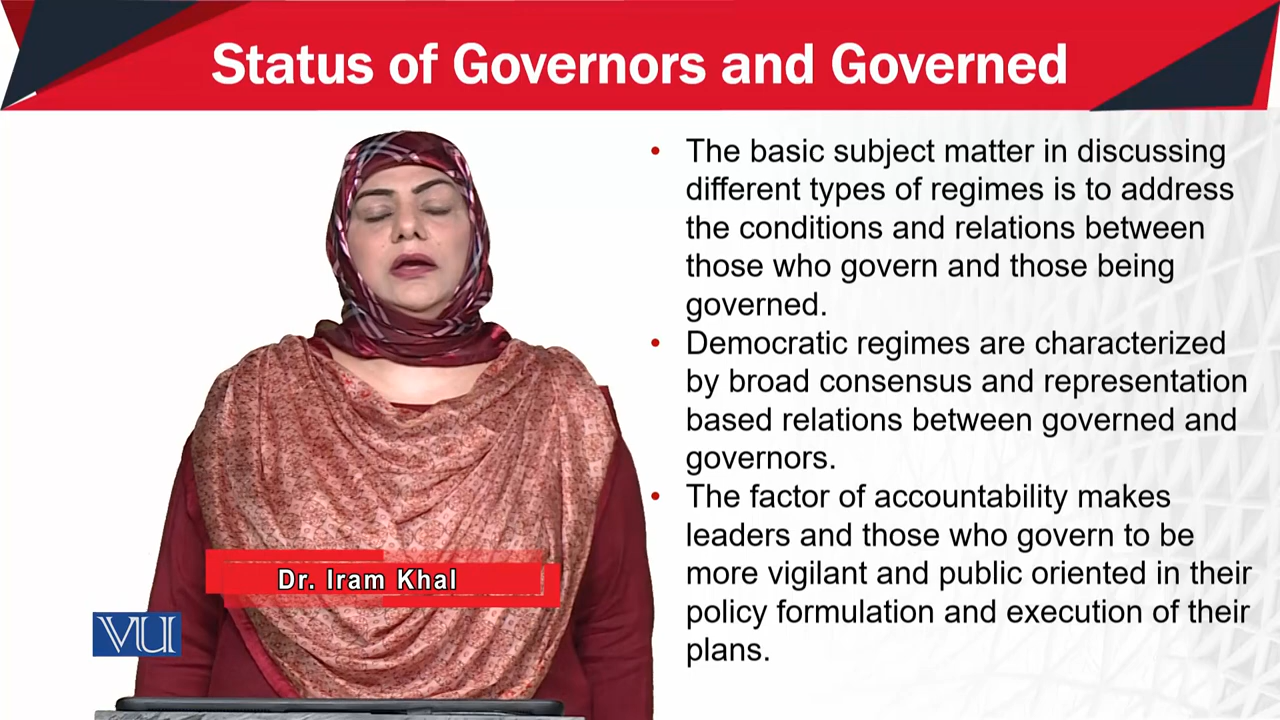 Status of Governors and Governed
• The basic subject matter in discussing
different types of regimes is to address
the conditions and relations between
those who govern and those being
governed.
• Democratic regimes are characterized
by broad consensus and representation
based relations between governed and
governors.
• The factor of accountability makes
leaders and those who govern to be
more vigilant and public oriented in their
policy formulation and execution of their
plans.
Dr. Iram Khal
VU